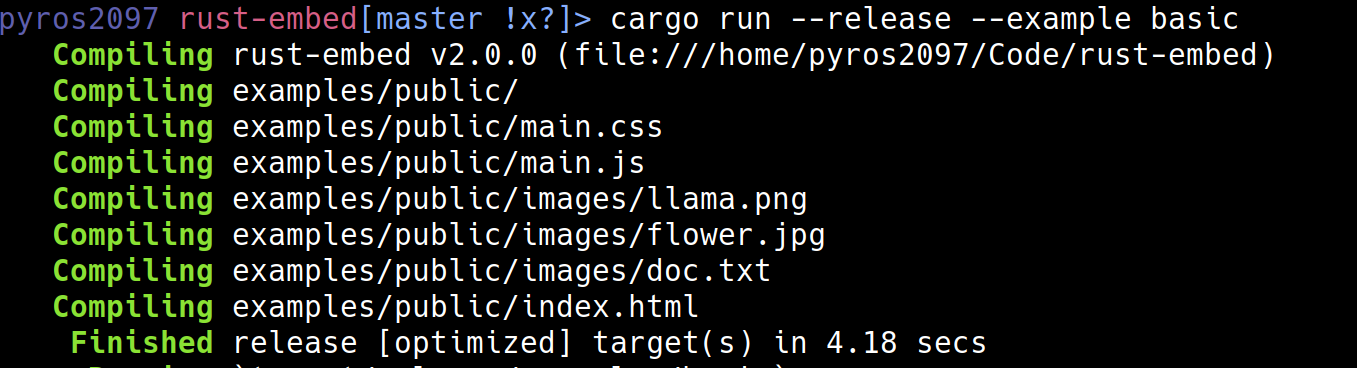 pyros2097 rust-embed[master !x?]> cargo run --release --example basic
Compiling rust-embed v2.0.0 (file:///home/pyros2097/Code/rust-embed)
Compiling examples/public/
Compiling examples/public/main.css
Compiling examples/public/main.js
Compiling examples/public/images/llama.png
Compiling examples/public/images/flower.jpg
Compiling examples/public/images/doc.txt
Compiling examples/public/index.html
Finished release [optimized] target(s) in 4.18 secs